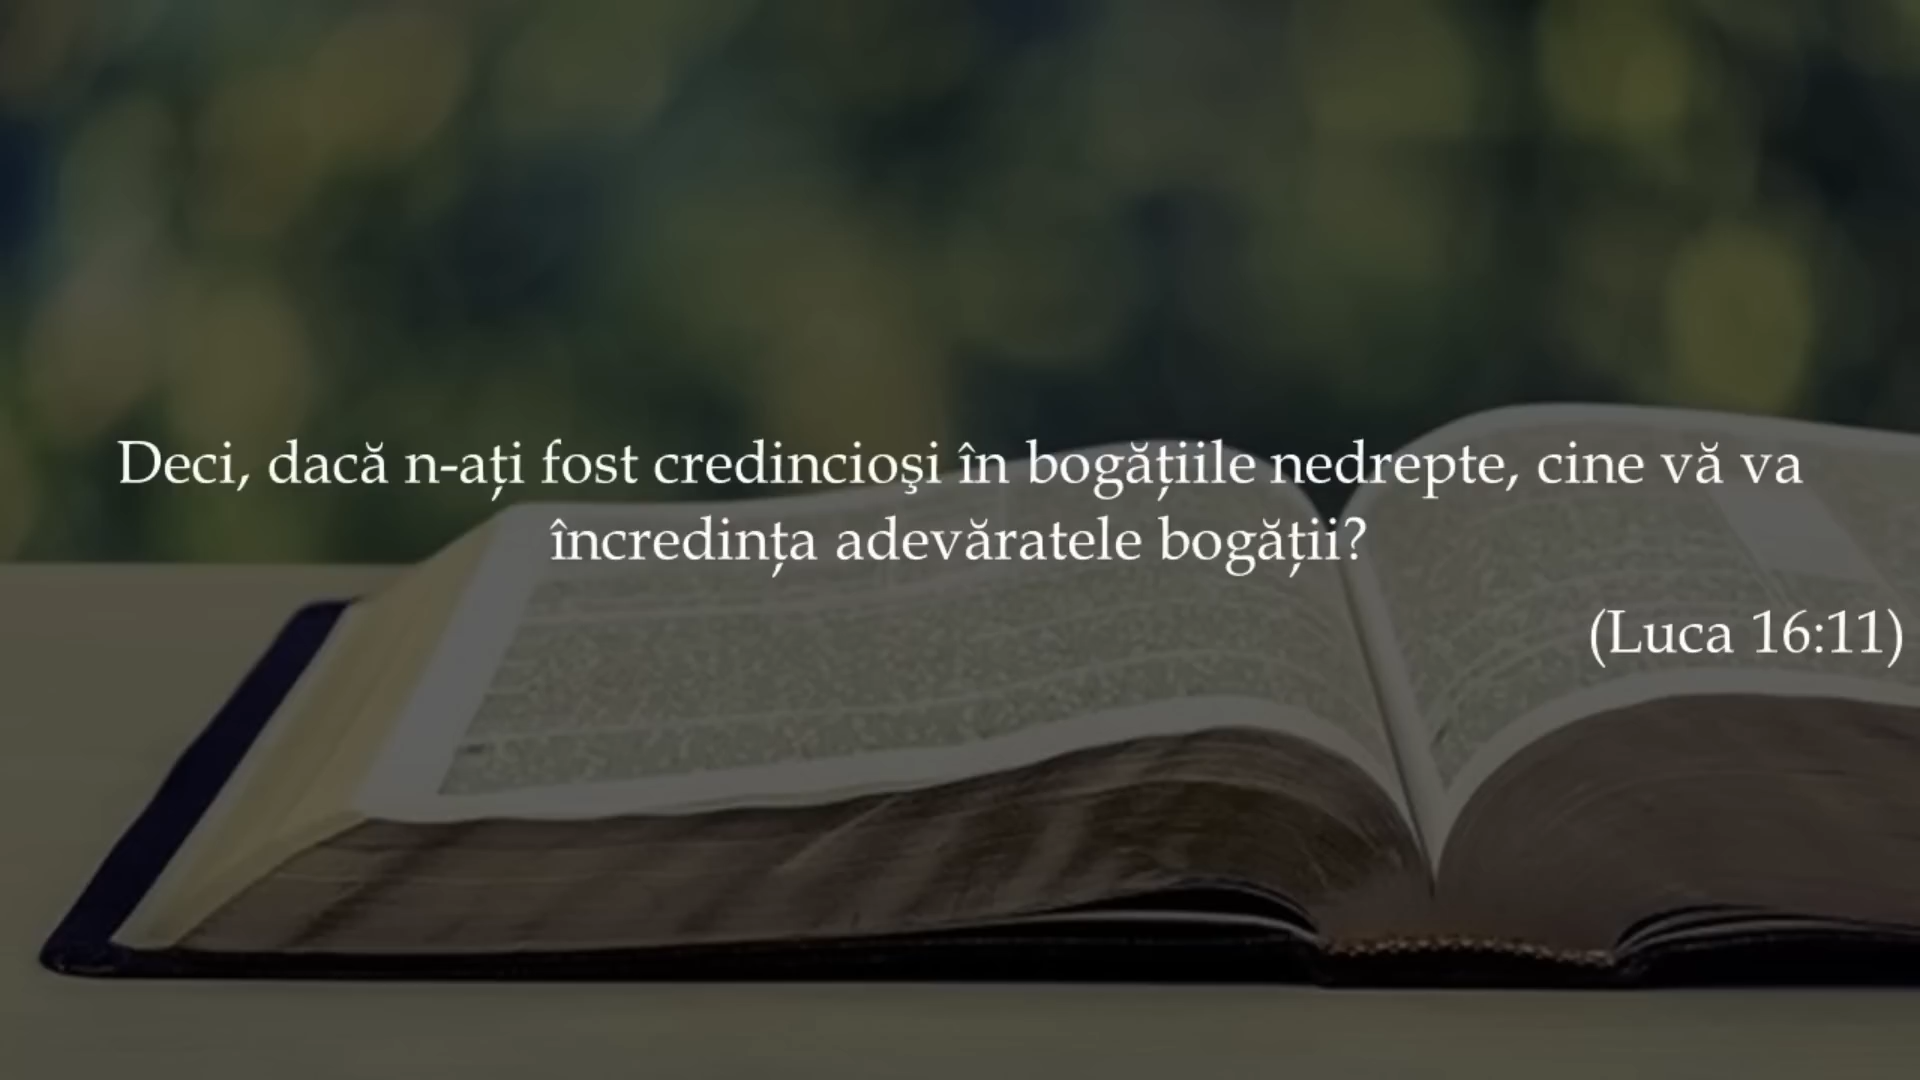 Deci, dacă n-ați fost credincioşi în bogățiile nedrepte, cine vă va
încredința adevăratele bogății?
(Luca 16:11)